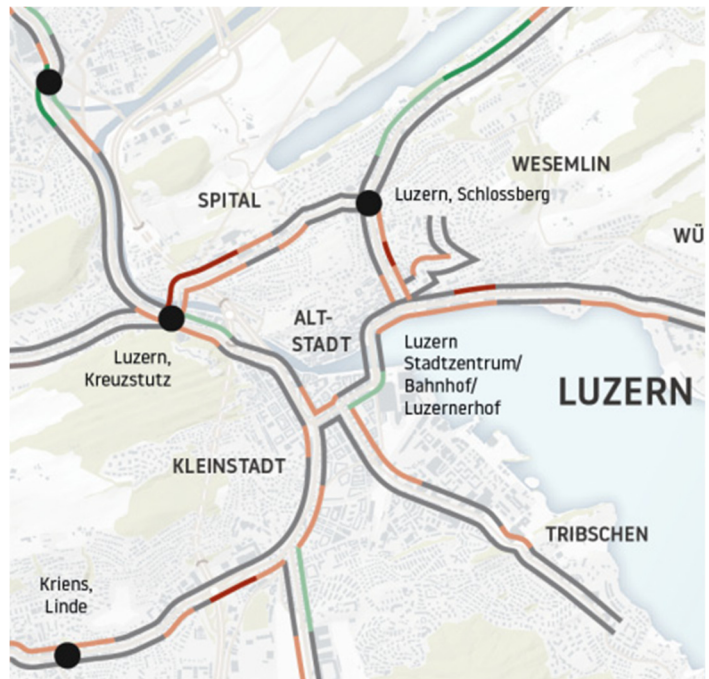 WESEMLIN
SPITAL
Luzern, Schlossberg
WÜ
ALT-
STADT
Luzern,
Kreuzstutz
Luzern
Stadtzentrum/
Bahnhof/
Luzernerhof
LUZERN
KLEINSTADT
TRIBSCHEN
Kriens,
Linde